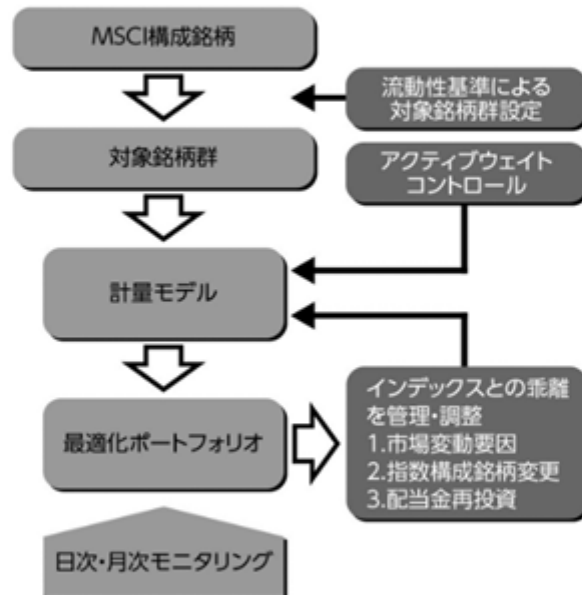 MSCI構成銘柄
流動性基準による
対象銘柄群設定
対象銘柄群
アクティブウェイト
コントロール
計量モデル
インデックスとの乖離
を管理・調整
1.市場変動要因
2.指数構成銘柄変更
3.配当金再投資
最適化ポートフォリオ
日次・月次モニタリング